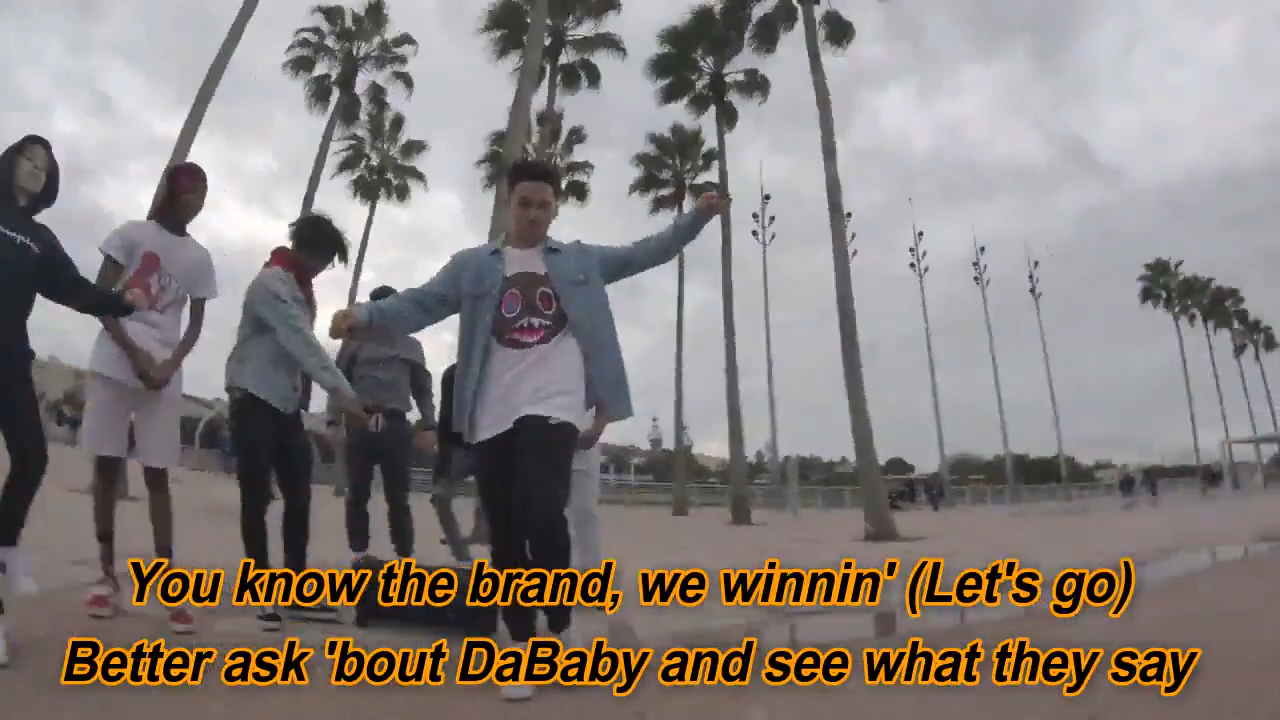 You know the brand, we winnin' (Let's go)
Better ask 'bout DaBaby and see what they say